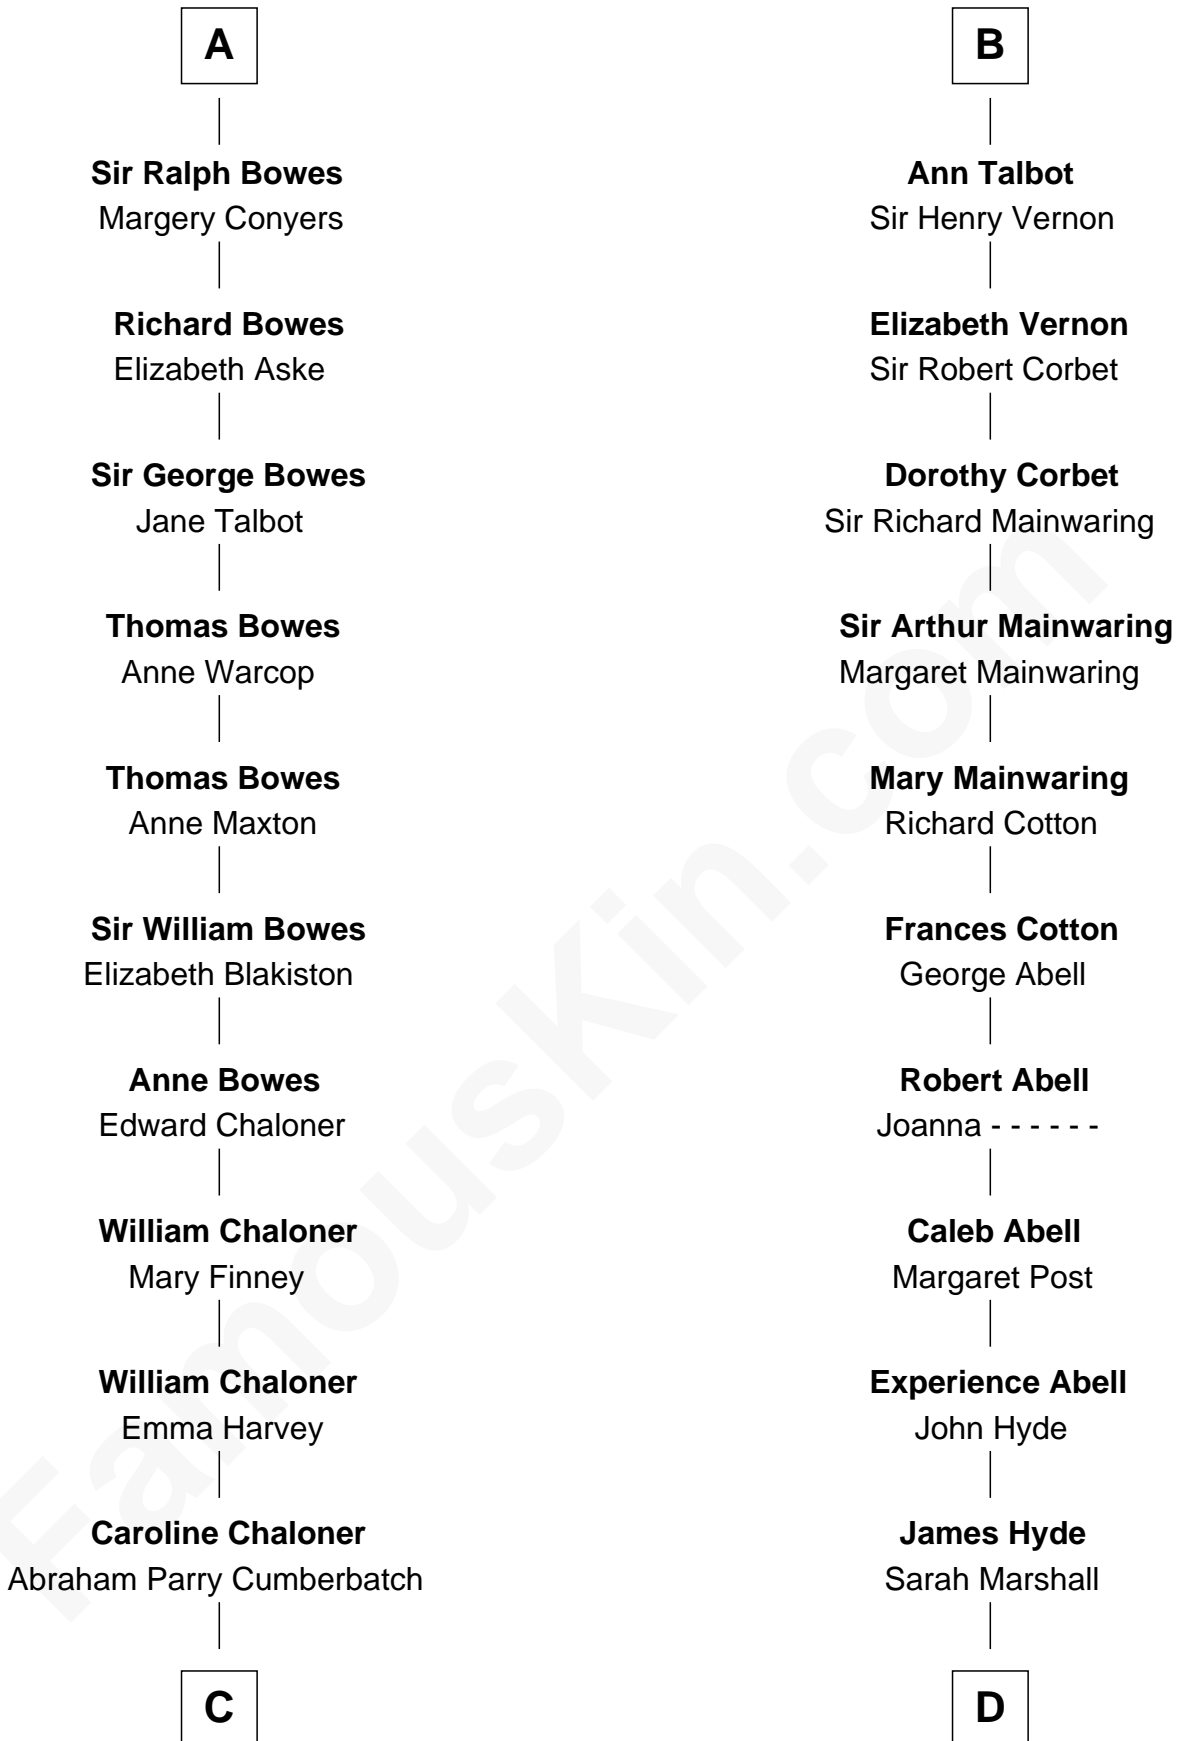 A
Sir Ralph Bowes
Margery Conyers
Richard Bowes
Elizabeth Aske
Sir George Bowes
Jane Talbot
Thomas Bowes
Anne Warcop
Thomas Bowes
Anne Maxton
Sir William Bowes
Elizabeth Blakiston
Anne Bowes
Edward Chaloner
William Chaloner
Mary Finney
William Chaloner
Emma Harvey
Caroline Chaloner
Abraham Parry Cumberbatch
C
B
Ann Talbot
Sir Henry Vernon
Elizabeth Vernon
Sir Robert Corbet
Dorothy Corbet
Sir Richard Mainwaring
Sir Arthur Mainwaring
Margaret Mainwaring
Mary Mainwaring
Richard Cotton
Frances Cotton
George Abell
Robert Abell
Joanna - - - - - -
Caleb Abell
Margaret Post
Experience Abell
John Hyde
James Hyde
Sarah Marshall
D
FamousKin.com